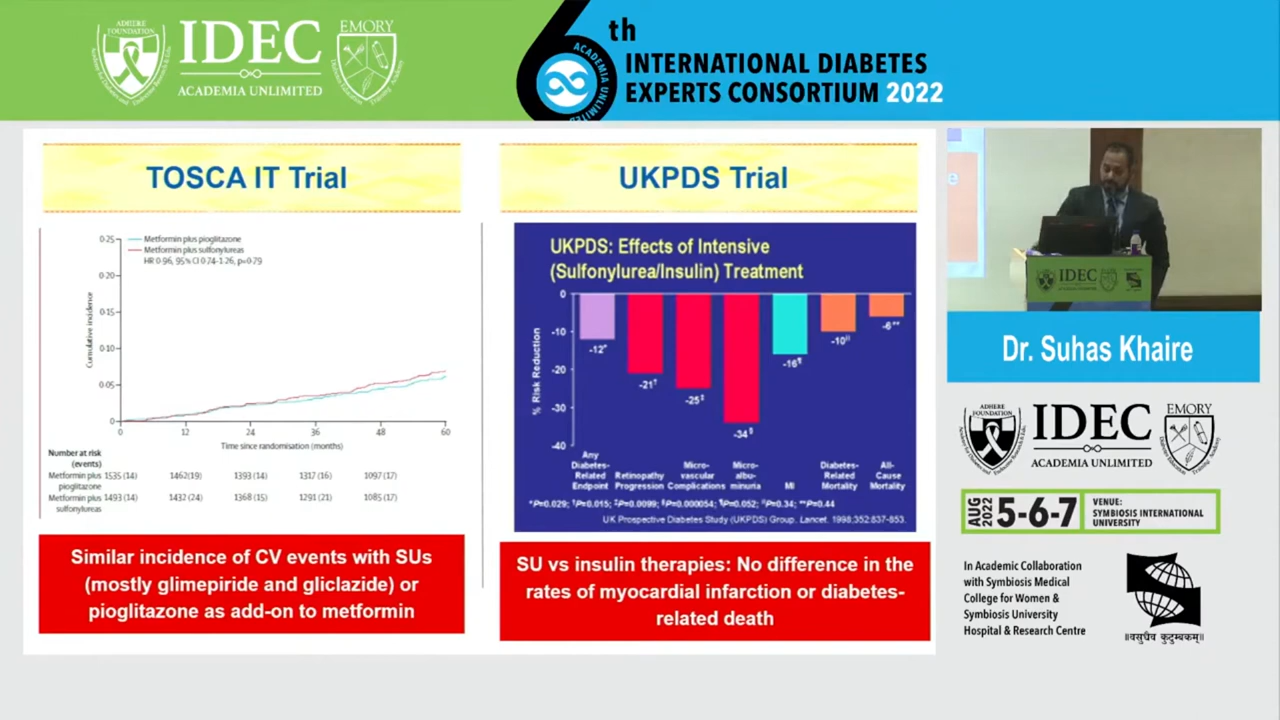 ADHERE
FOUNDATION
IDEC
ACADEMIA UNLIMITED
EMORY
6th
ACADEMIA UNLIMITED
INTERNATIONAL DIABETES
EXPERTS CONSORTIUM 2022
TOSCA IT Trial
0·25
0·20
0·15
0·10
0·05
0
Cumulative incidence
Metformin plus pioglitazone
Metformin plus sulfonylureas
HR 0·96, 95% CI 0·74–1·26, p=0·79
0 12 24 36 48 60
Time since randomisation (months)
Number at risk
(events)
Metformin plus 1535 (14) 1462(19) 1393 (14) 1317 (16) 1097 (17)
pioglitazone
Metformin plus 1493 (14) 1432 (24) 1368 (15) 1291 (21) 1085 (17)
sulfonylureas
Similar incidence of CV events with SUs
(mostly glimepiride and gliclazide) or
pioglitazone as add-on to metformin
UKPDS Trial
UKPDS: Effects of Intensive
(Sulfonylurea/Insulin) Treatment
% Risk Reduction
0
-10
-20
-30
-40
-12*
-21†
-25‡
-34§
-16¶
-10||
-6**
Any
Diabetes-
Related
Endpoint
Retinopathy
Progression
Micro-
vascular
Complications
Micro-
albu-
minuria
MI
Diabetes-
Related
Mortality
All-
Cause
Mortality
*P=0.029; †P=0.015; ‡P=0.0099; §P=0.000054; ¶P=0.052; ||P=0.34; **P=0.44
UK Prospective Diabetes Study (UKPDS) Group. Lancet. 1998;352:837-853.
SU vs insulin therapies: No difference in the
rates of myocardial infarction or diabetes-
related death
IDEC
Dr. Suhas Khaire
ADHERE
FOUNDATION
IDEC
ACADEMIA UNLIMITED
EMORY
AUG
2022
5-6-7
VENUE:
SYMBIOSIS INTERNATIONAL
UNIVERSITY
In Academic Collaboration
with Symbiosis Medical
College for Women &
Symbiosis University
Hospital & Research Centre
॥वसुधैव कुटुम्बकम्॥